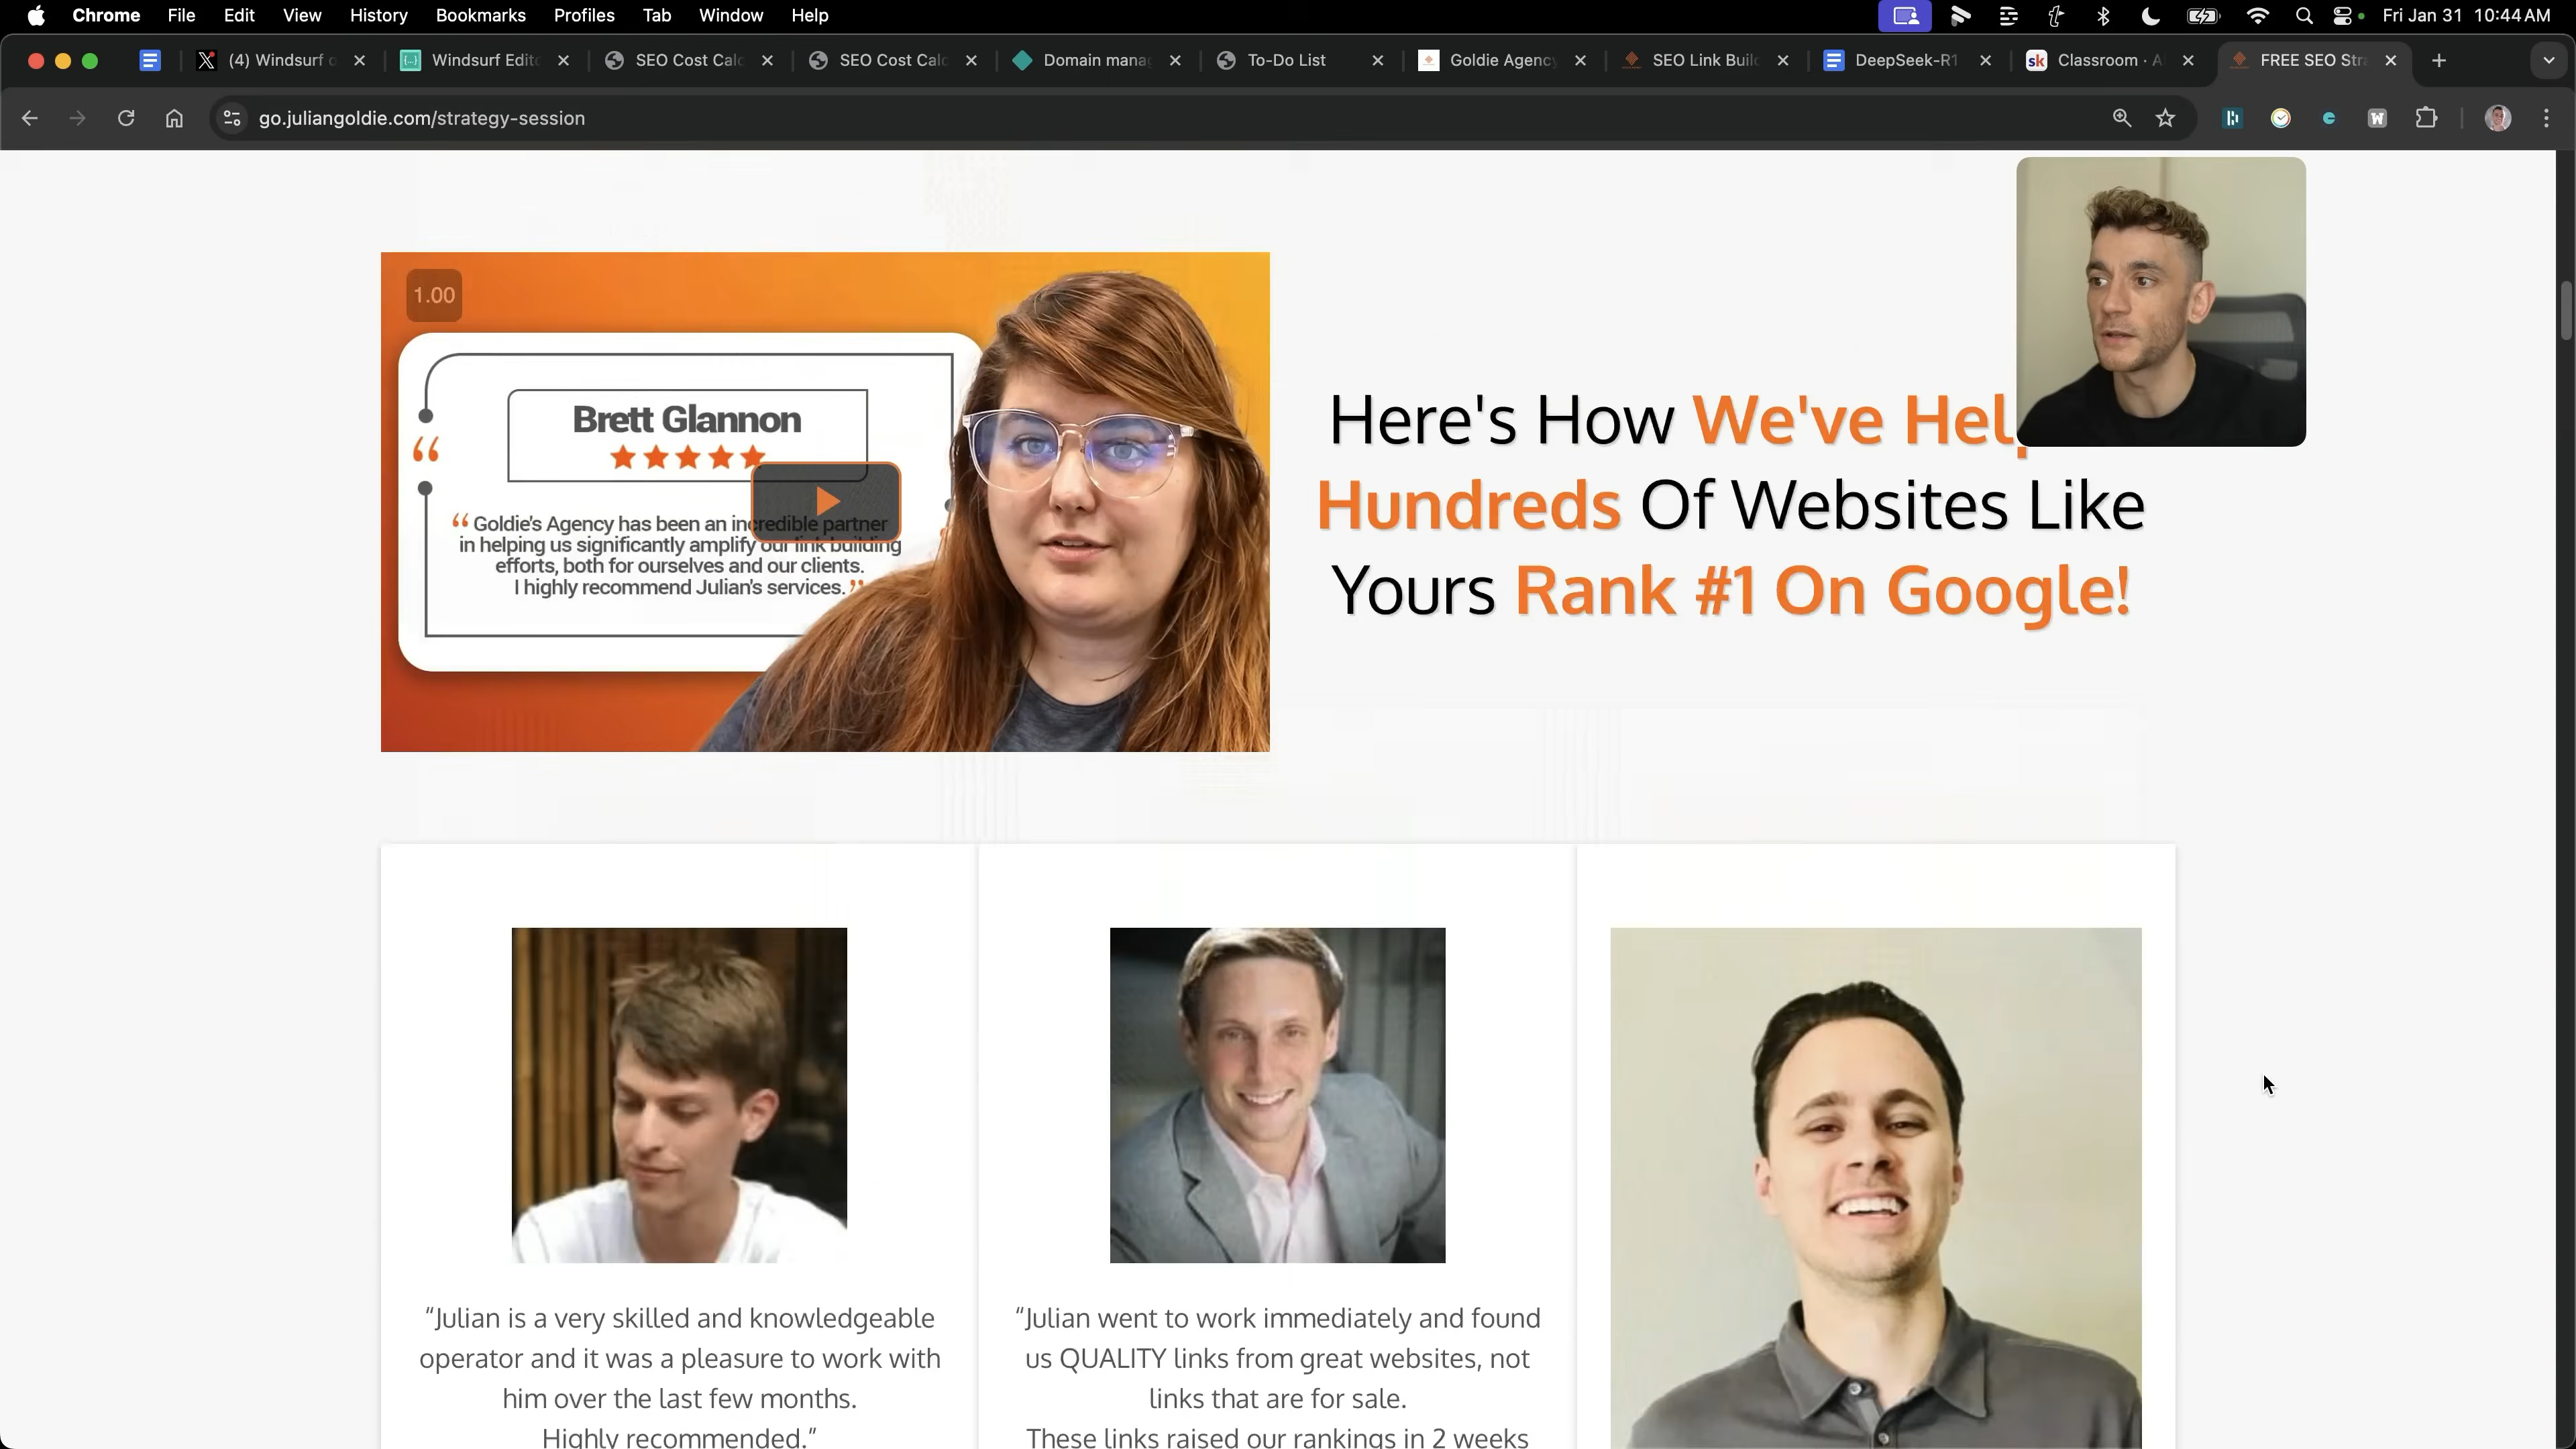 Chrome File Edit View History Bookmarks Profiles Tab Window Help Fri Jan 31 10:44 AM
(4) Windsurf Windsurf Edit SEO Cost Calc SEO Cost Calc Domain mana To-Do List Goldie Agency SEO Link Buil DeepSeek-R1 sk Classroom · A FREE SEO Str
go.juliangoldie.com/strategy-session
1.00
Brett Glannon
“Goldie's Agency has been an incredible partner
in helping us significantly amplify our link building
efforts, both for ourselves and our clients.
I highly recommend Julian's services.”
Here's How We've Help
Hundreds Of Websites Like
Yours Rank #1 On Google!
“Julian is a very skilled and knowledgeable
operator and it was a pleasure to work with
him over the last few months.
Highly recommended.”
“Julian went to work immediately and found
us QUALITY links from great websites, not
links that are for sale.
These links raised our rankings in 2 weeks